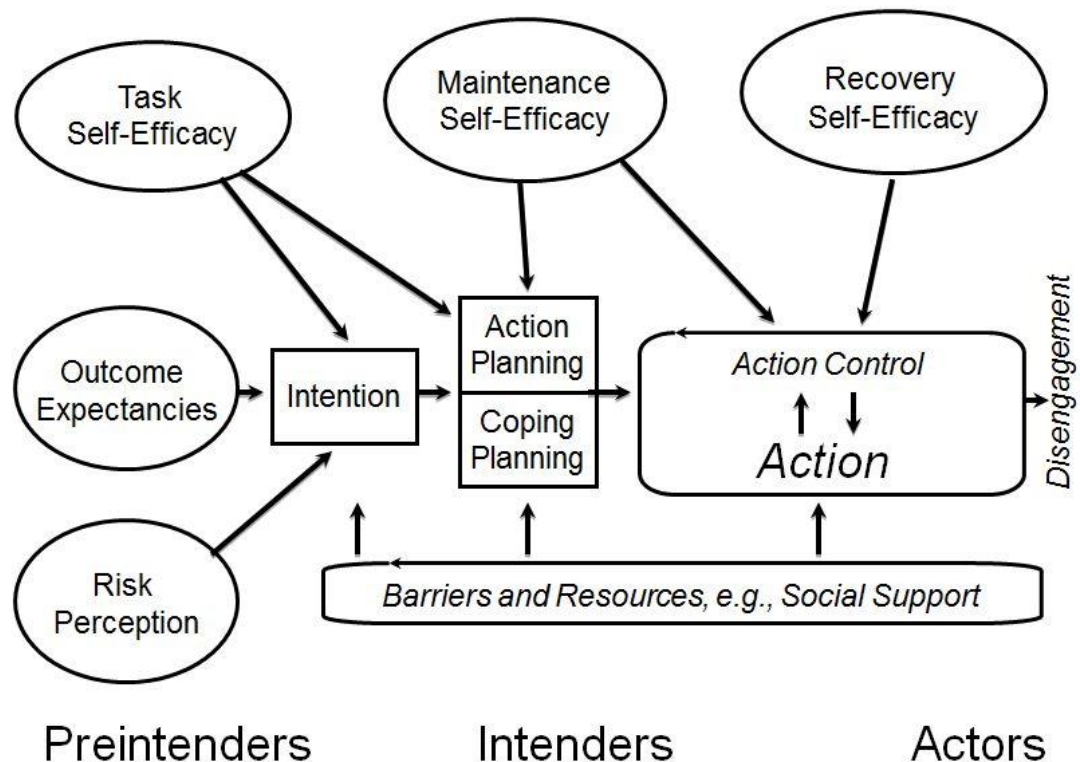 Task
Self-Efficacy
Maintenance
Self-Efficacy
Recovery
Self-Efficacy
Outcome
Expectancies
Intention
Action
Planning
Coping
Planning
Action Control
Action
Disengagement
Risk
Perception
Barriers and Resources, e.g., Social Support
Preintenders
Intenders
Actors